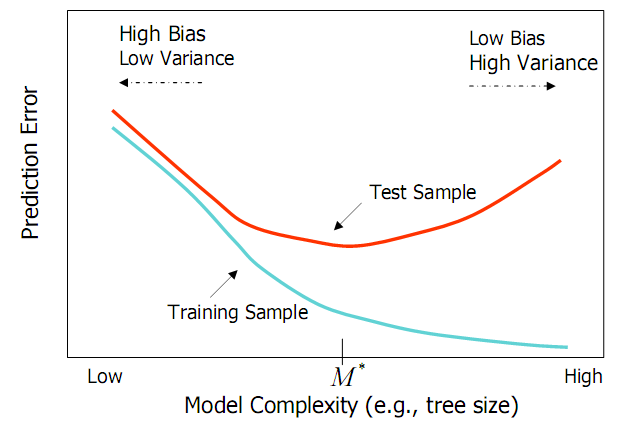 High Bias
Low Variance
Low Bias
High Variance
Prediction Error
Test Sample
Training Sample
Low
M*
High
Model Complexity (e.g., tree size)